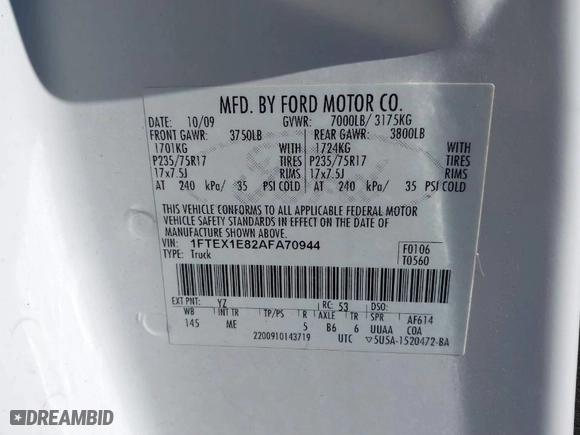 MFD. BY FORD MOTOR CO.
DATE: 10/09 GVWR: 7000LB/ 3175KG
FRONT GAWR: 3750LB REAR GAWR: 3800LB
1701KG WITH 1724KG WITH
P235/75R17 TIRES P235/75R17 TIRES
17x7.5J RIMS 17x7.5J RIMS
AT 240 kPa/ 35 PSI COLD AT 240 kPa/ 35 PSI COLD
THIS VEHICLE CONFORMS TO ALL APPLICABLE FEDERAL MOTOR
VEHICLE SAFETY STANDARDS IN EFFECT ON THE DATE OF
MANUFACTURE SHOWN ABOVE.
VIN: 1FTEX1E82AFA70944 F0106
TYPE: Truck T0560
EXT PNT: YZ RC: 53 DSO:
WB INT TR TP/PS R AXLE TR SPR AF614
145 ME 5 B6 6 UUAA COA
2200910143719 UTC ▽5U5A-1520472-BA
DREAMBID